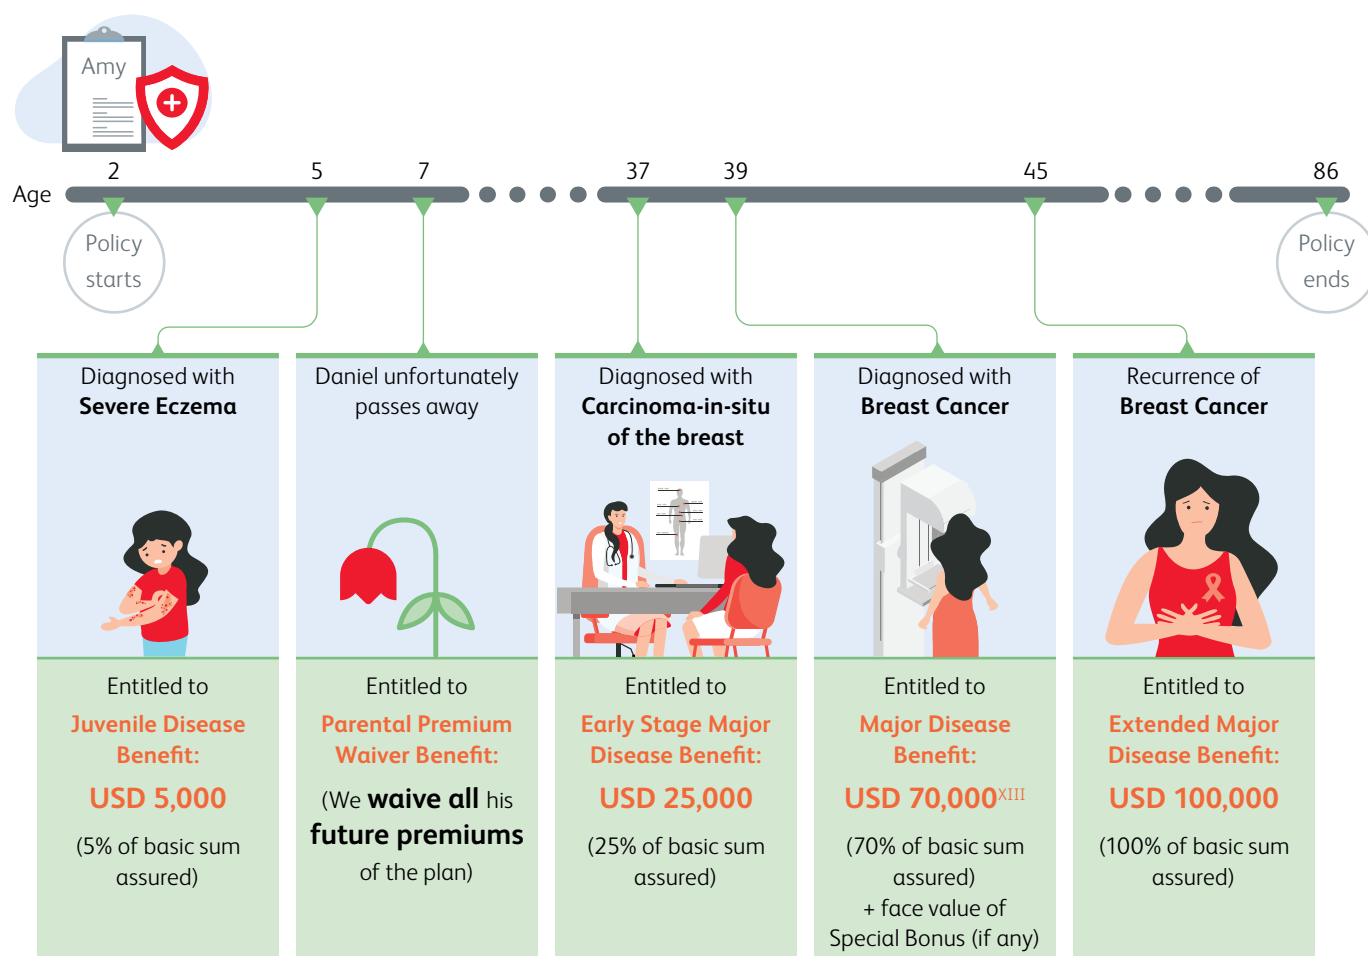 Amy
2
5
7
37
39
45
86
Age
Policy
starts
Policy
ends
Diagnosed with
Severe Eczema
Entitled to
Juvenile Disease
Benefit:
USD 5,000
(5% of basic sum
assured)
Daniel unfortunately
passes away
Entitled to
Parental Premium
Waiver Benefit:
(We waive all his
future premiums
of the plan)
Diagnosed with
Carcinoma-in-situ
of the breast
Entitled to
Early Stage Major
Disease Benefit:
USD 25,000
(25% of basic sum
assured)
Diagnosed with
Breast Cancer
Entitled to
Major Disease
Benefit:
USD 70,000XIII
(70% of basic sum
assured)
+ face value of
Special Bonus (if any)
Recurrence of
Breast Cancer
Entitled to
Extended Major
Disease Benefit:
USD 100,000
(100% of basic sum
assured)